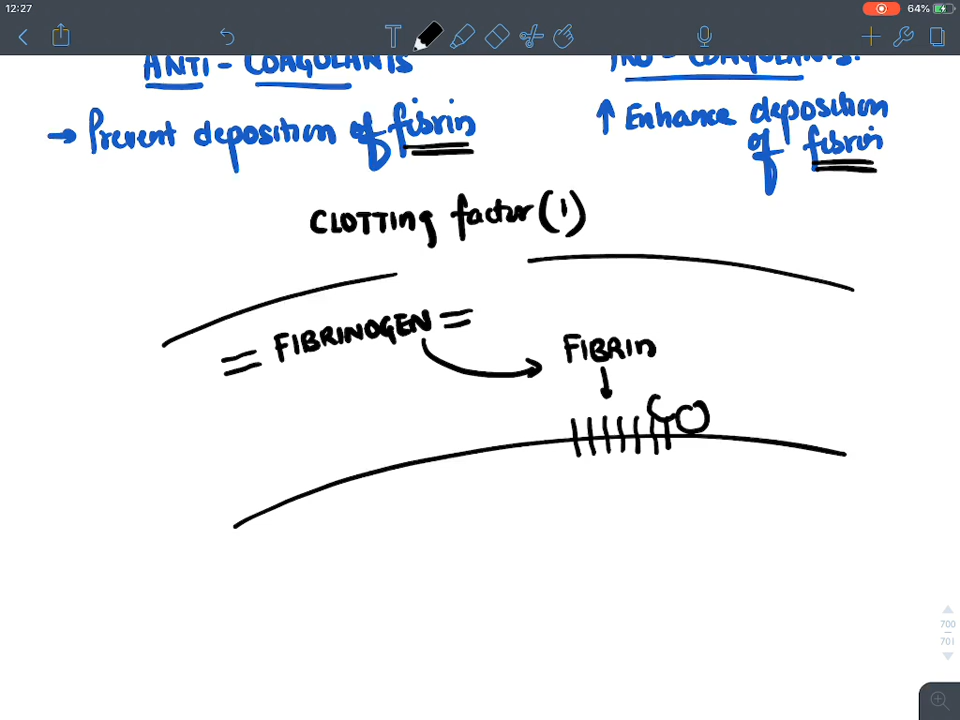 12:27
64%
T
ANTI - COAGULANTS
→ Prevent deposition of fibrin
↑ Enhance deposition
of fibrin
CLOTTING factor (1)
= FIBRINOGEN =
FIBRIN
700
701